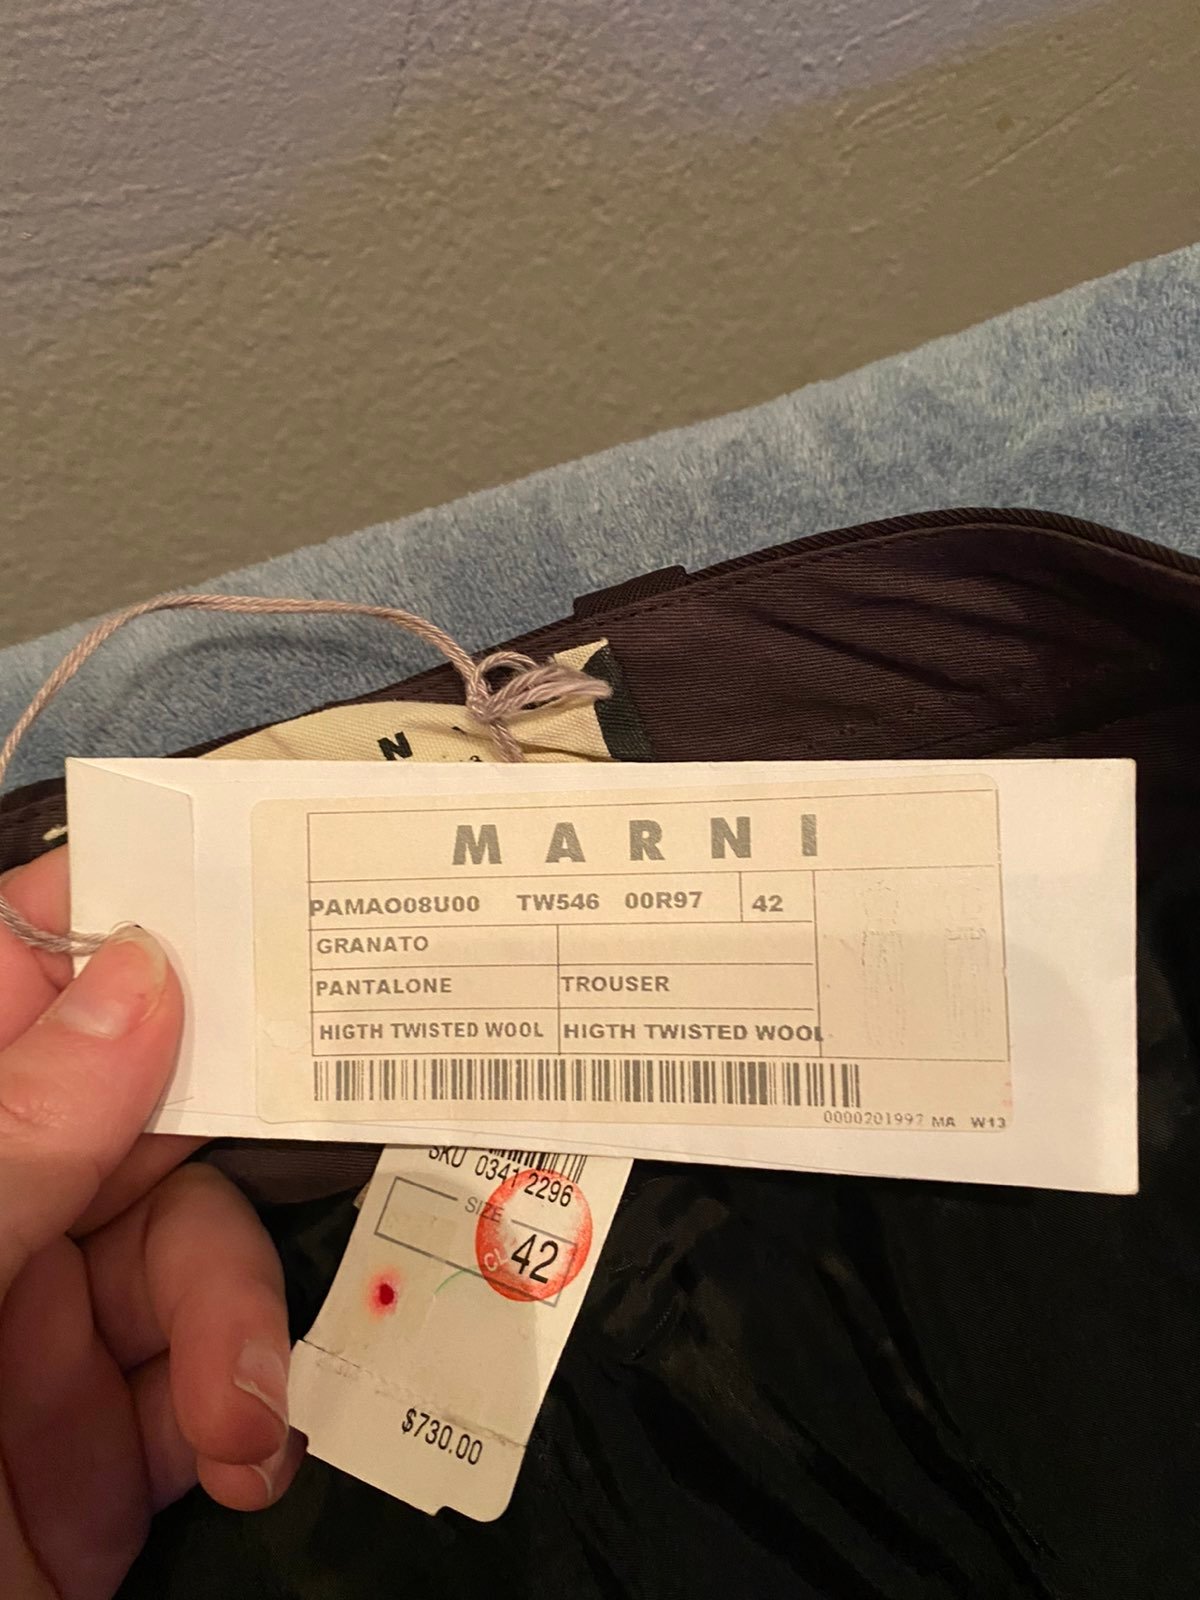 N
MARNI
PAMAO08U00 TW546 00R97 42
GRANATO
PANTALONE TROUSER
HIGTH TWISTED WOOL HIGTH TWISTED WOOL
0000201997 MA W13
SKU 0341 2296
SIZE
42
$730.00